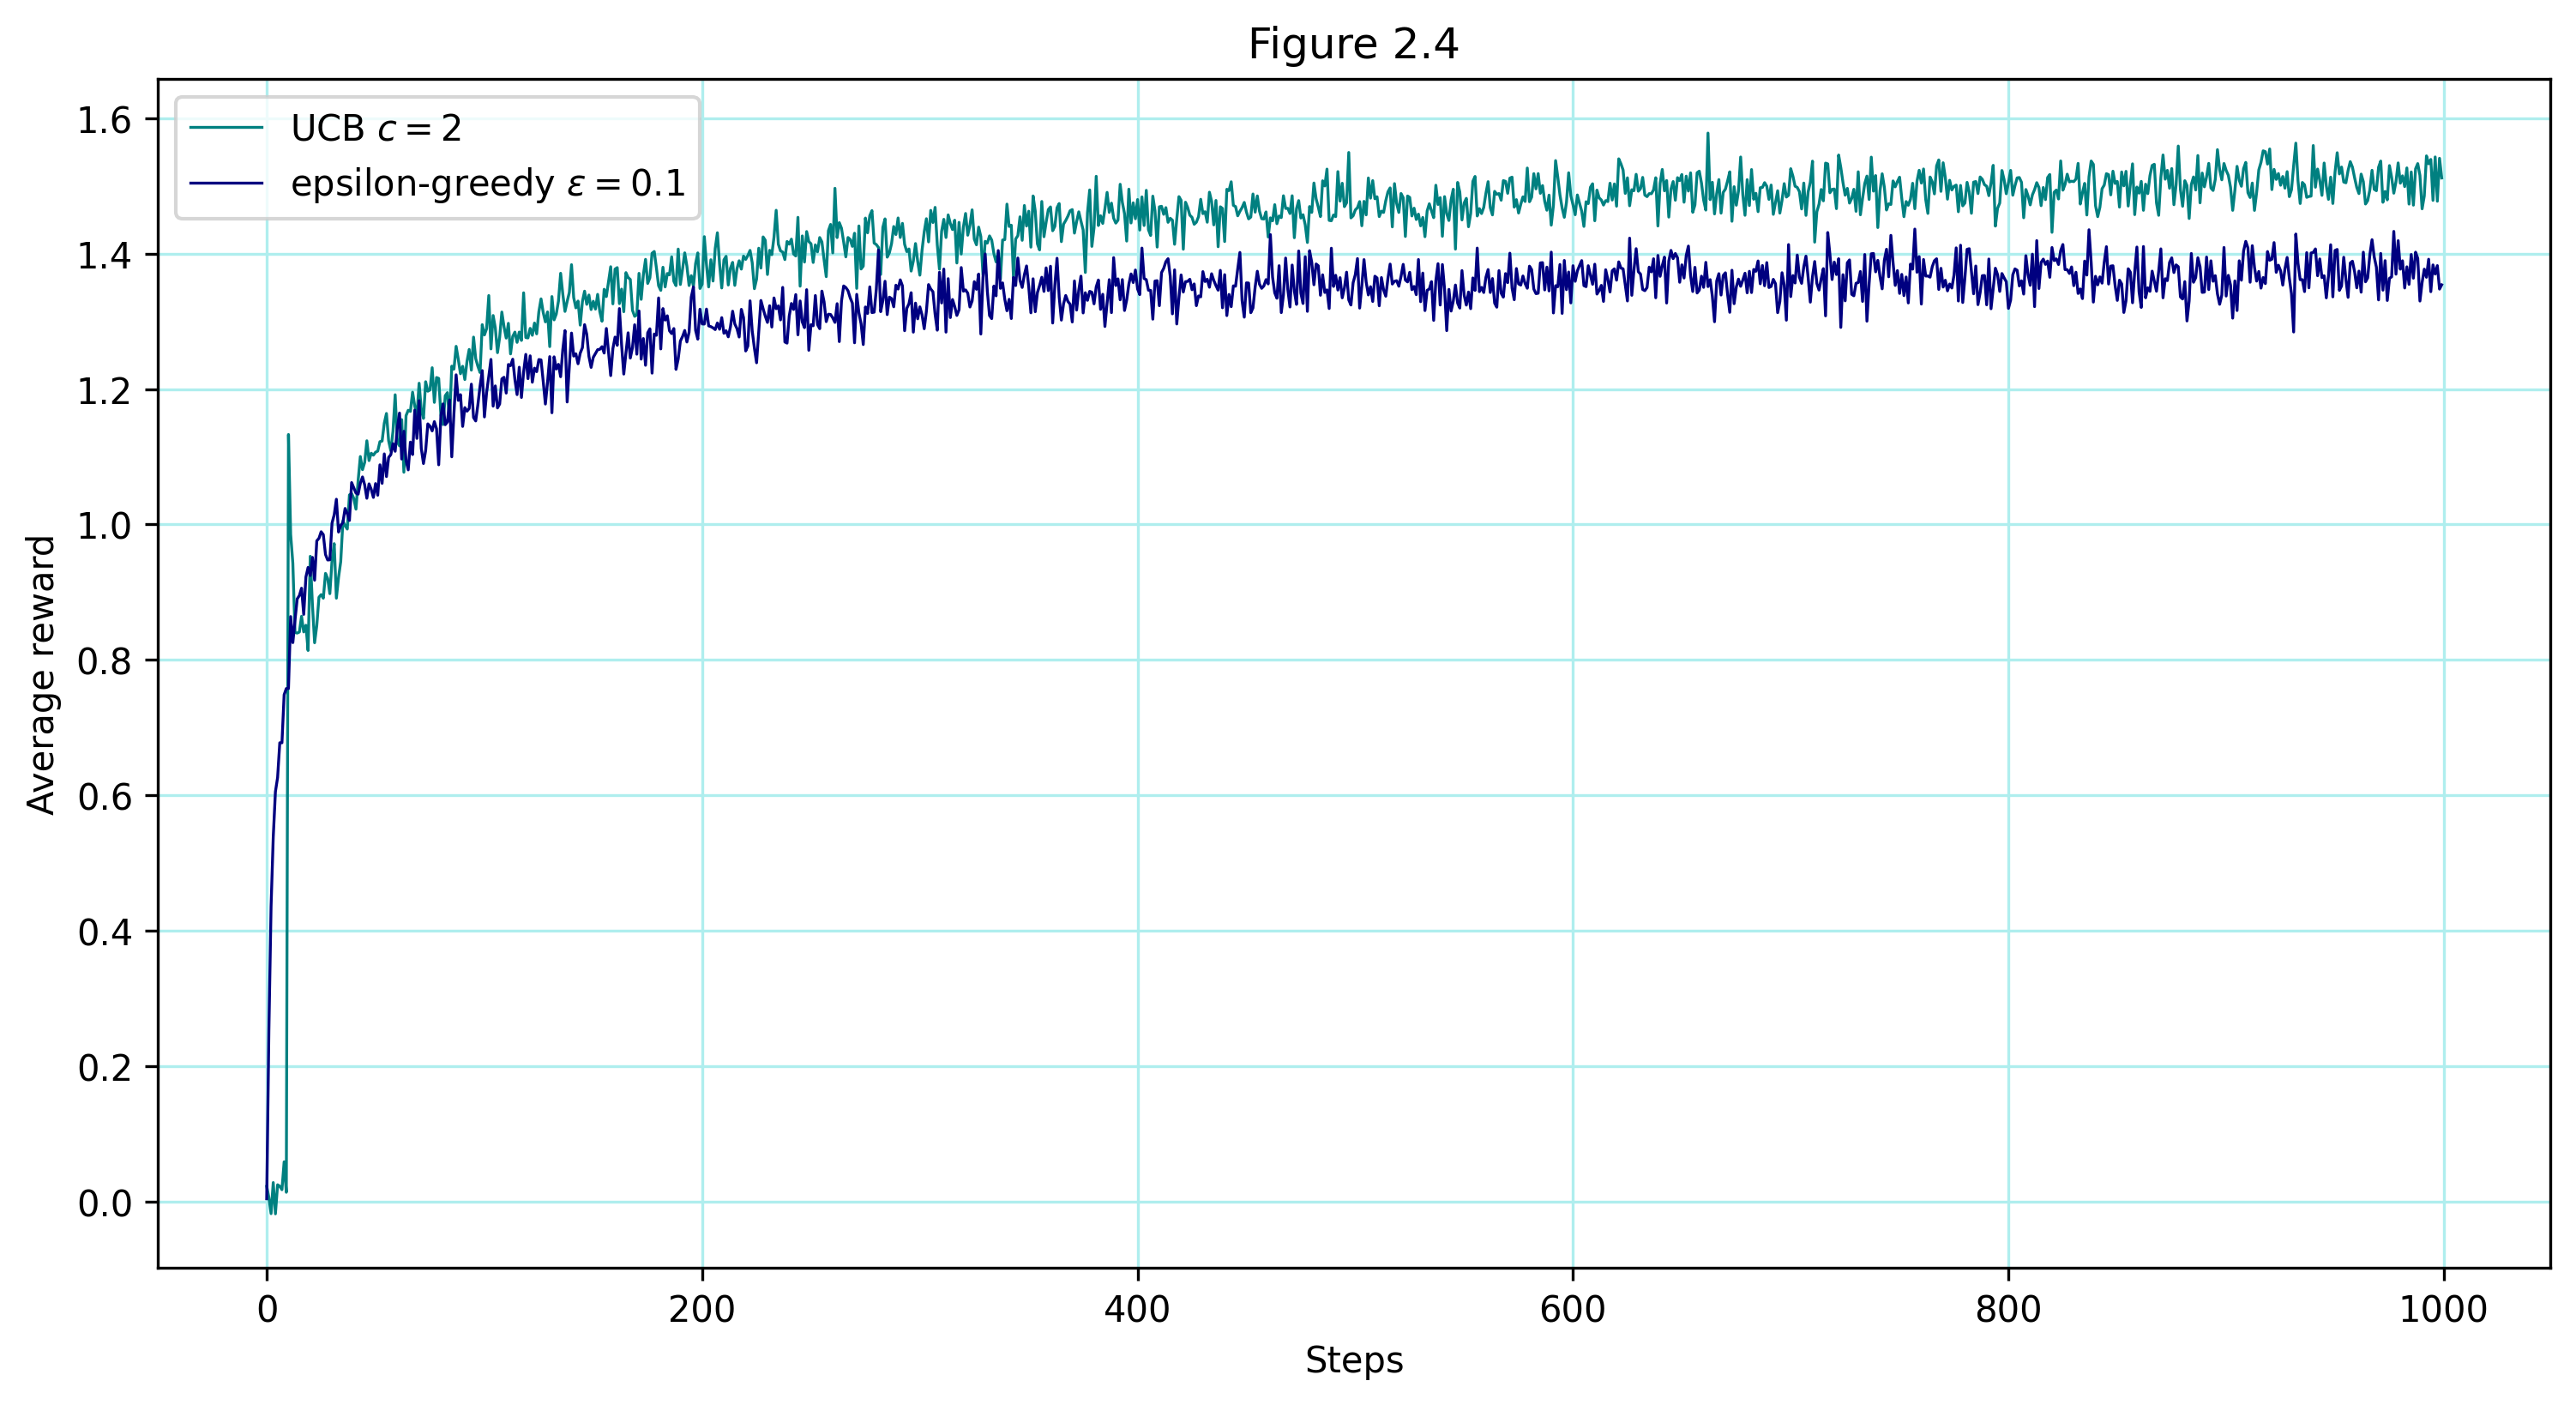 Figure 2.4
UCB c = 2
epsilon-greedy ε = 0.1
1.6
1.4
1.2
1.0
0.8
0.6
0.4
0.2
0.0
Average reward
0 200 400 600 800 1000
Steps